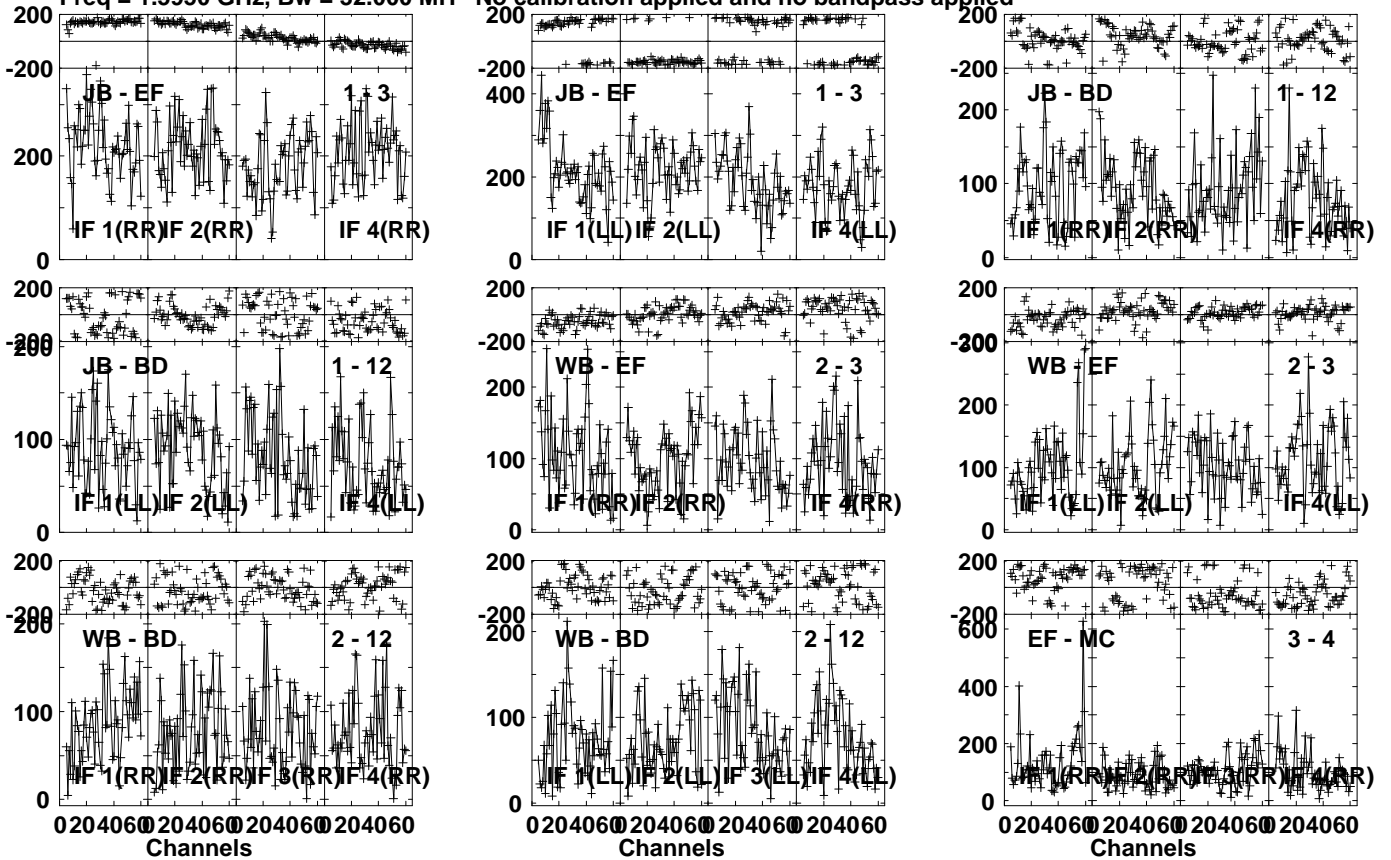 Freq = 1.5950 GHz, Bw = 32.000 MH No calibration applied and no bandpass applied
200
-200
JB - EF 1 - 3
200
IF 1(RR) IF 2(RR) IF 4(RR)
0
JB - EF 1 - 3
400
200
IF 1(LL) IF 2(LL) IF 4(LL)
0
200
-200
JB - BD 1 - 12
200
100
IF 1(RR) IF 2(RR) IF 4(RR)
0
200
-200
200
JB - BD 1 - 12
100
IF 1(LL) IF 2(LL) IF 4(LL)
0
200
-200
WB - EF 2 - 3
200
100
IF 1(RR) IF 2(RR) IF 4(RR)
0
200
-200
300
WB - EF 2 - 3
200
100
IF 1(LL) IF 2(LL) IF 4(LL)
0
200
-200
200
WB - BD 2 - 12
100
IF 1(RR) IF 2(RR) IF 3(RR) IF 4(RR)
0
0 20 40 60 0 20 40 60 0 20 40 60 0 20 40 60
Channels
200
-200
200
WB - BD 2 - 12
100
IF 1(LL) IF 2(LL) IF 3(LL) IF 4(LL)
0
0 20 40 60 0 20 40 60 0 20 40 60 0 20 40 60
Channels
200
-200
600
EF - MC 3 - 4
400
200
IF 1(RR) IF 2(RR) IF 3(RR) IF 4(RR)
0
0 20 40 60 0 20 40 60 0 20 40 60 0 20 40 60
Channels